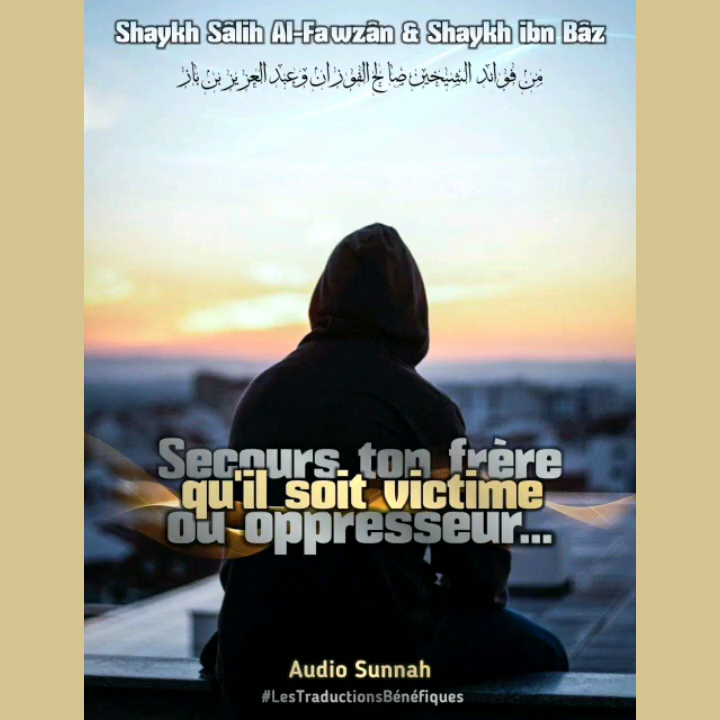 Shaykh Sâlih Al-Fawzân & Shaykh ibn Bâz
من فوائد الشيخين صالح الفوزان وعبد العزيز بن باز
Secours ton frère
qu'il soit victime
ou oppresseur...
Audio Sunnah
#LesTraductionsBénéfiques